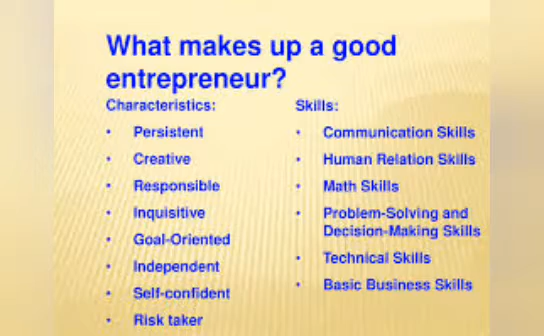 What makes up a good
entrepreneur?
Characteristics:
• Persistent
• Creative
• Responsible
• Inquisitive
• Goal-Oriented
• Independent
• Self-confident
• Risk taker
Skills:
• Communication Skills
• Human Relation Skills
• Math Skills
• Problem-Solving and
Decision-Making Skills
• Technical Skills
• Basic Business Skills